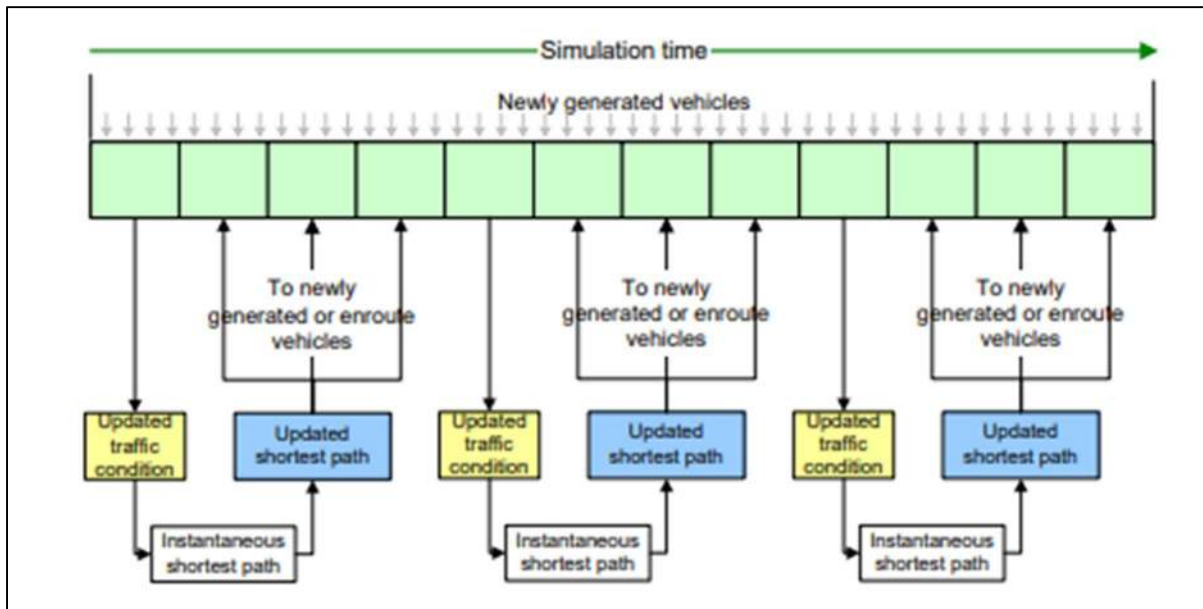 Simulation time
Newly generated vehicles
To newly
generated or enroute
vehicles
To newly
generated or enroute
vehicles
To newly
generated or enroute
vehicles
Updated
traffic
condition
Updated
shortest path
Updated
traffic
condition
Updated
shortest path
Updated
traffic
condition
Updated
shortest path
Instantaneous
shortest path
Instantaneous
shortest path
Instantaneous
shortest path